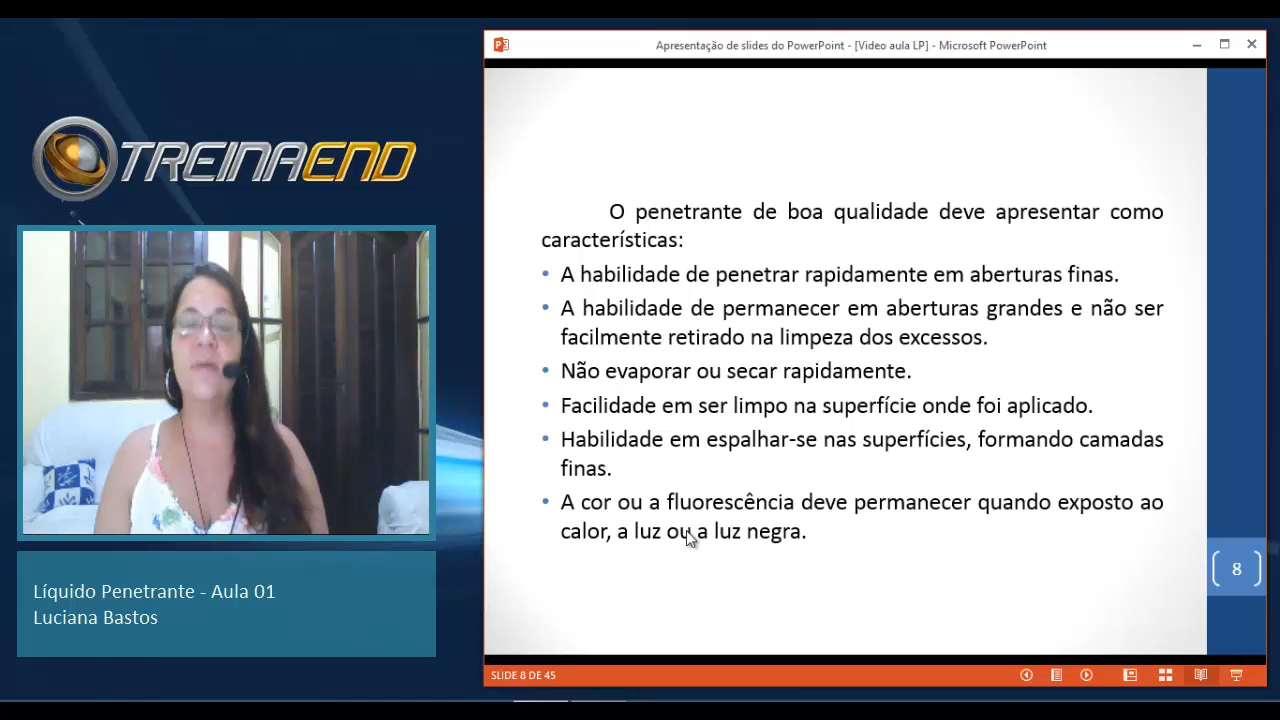 TREINAEND
Líquido Penetrante - Aula 01
Luciana Bastos
Apresentação de slides do PowerPoint - [Video aula LP] - Microsoft PowerPoint
O penetrante de boa qualidade deve apresentar como
características:
• A habilidade de penetrar rapidamente em aberturas finas.
• A habilidade de permanecer em aberturas grandes e não ser
facilmente retirado na limpeza dos excessos.
• Não evaporar ou secar rapidamente.
• Facilidade em ser limpo na superfície onde foi aplicado.
• Habilidade em espalhar-se nas superfícies, formando camadas
finas.
• A cor ou a fluorescência deve permanecer quando exposto ao
calor, a luz ou a luz negra.
8
SLIDE 8 DE 45